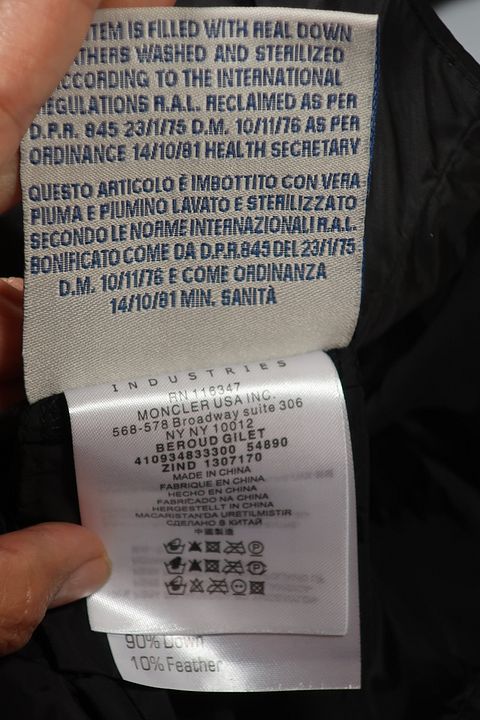 ITEM IS FILLED WITH REAL DOWN
FEATHERS WASHED AND STERILIZED
ACCORDING TO THE INTERNATIONAL
REGULATIONS R.A.L. RECLAIMED AS PER
D.P.R. 845 23/1/75 D.M. 10/11/76 AS PER
ORDINANCE 14/10/81 HEALTH SECRETARY
QUESTO ARTICOLO È IMBOTTITO CON VERA
PIUMA E PIUMINO LAVATO E STERILIZZATO
SECONDO LE NORME INTERNAZIONALI R.A.L.
BONIFICATO COME DA D.P.R.845 DEL 23/1/75
D.M. 10/11/76 E COME ORDINANZA
14/10/81 MIN. SANITÀ
INDUSTRIES
RN 116347
MONCLER USA INC.
568-578 Broadway suite 306
NY NY 10012
BEROUD GILET
410934833300 54890
ZIND 1307170
MADE IN CHINA
FABRIQUE EN CHINA
HECHO EN CHINA
FABRICADO NA CHINA
HERGESTELLT IN CHINA
MACARISTAN'DA URETILMISTIR
СДЕЛАНО В КИТАЙ
中國製造
90% Down
10% Feather